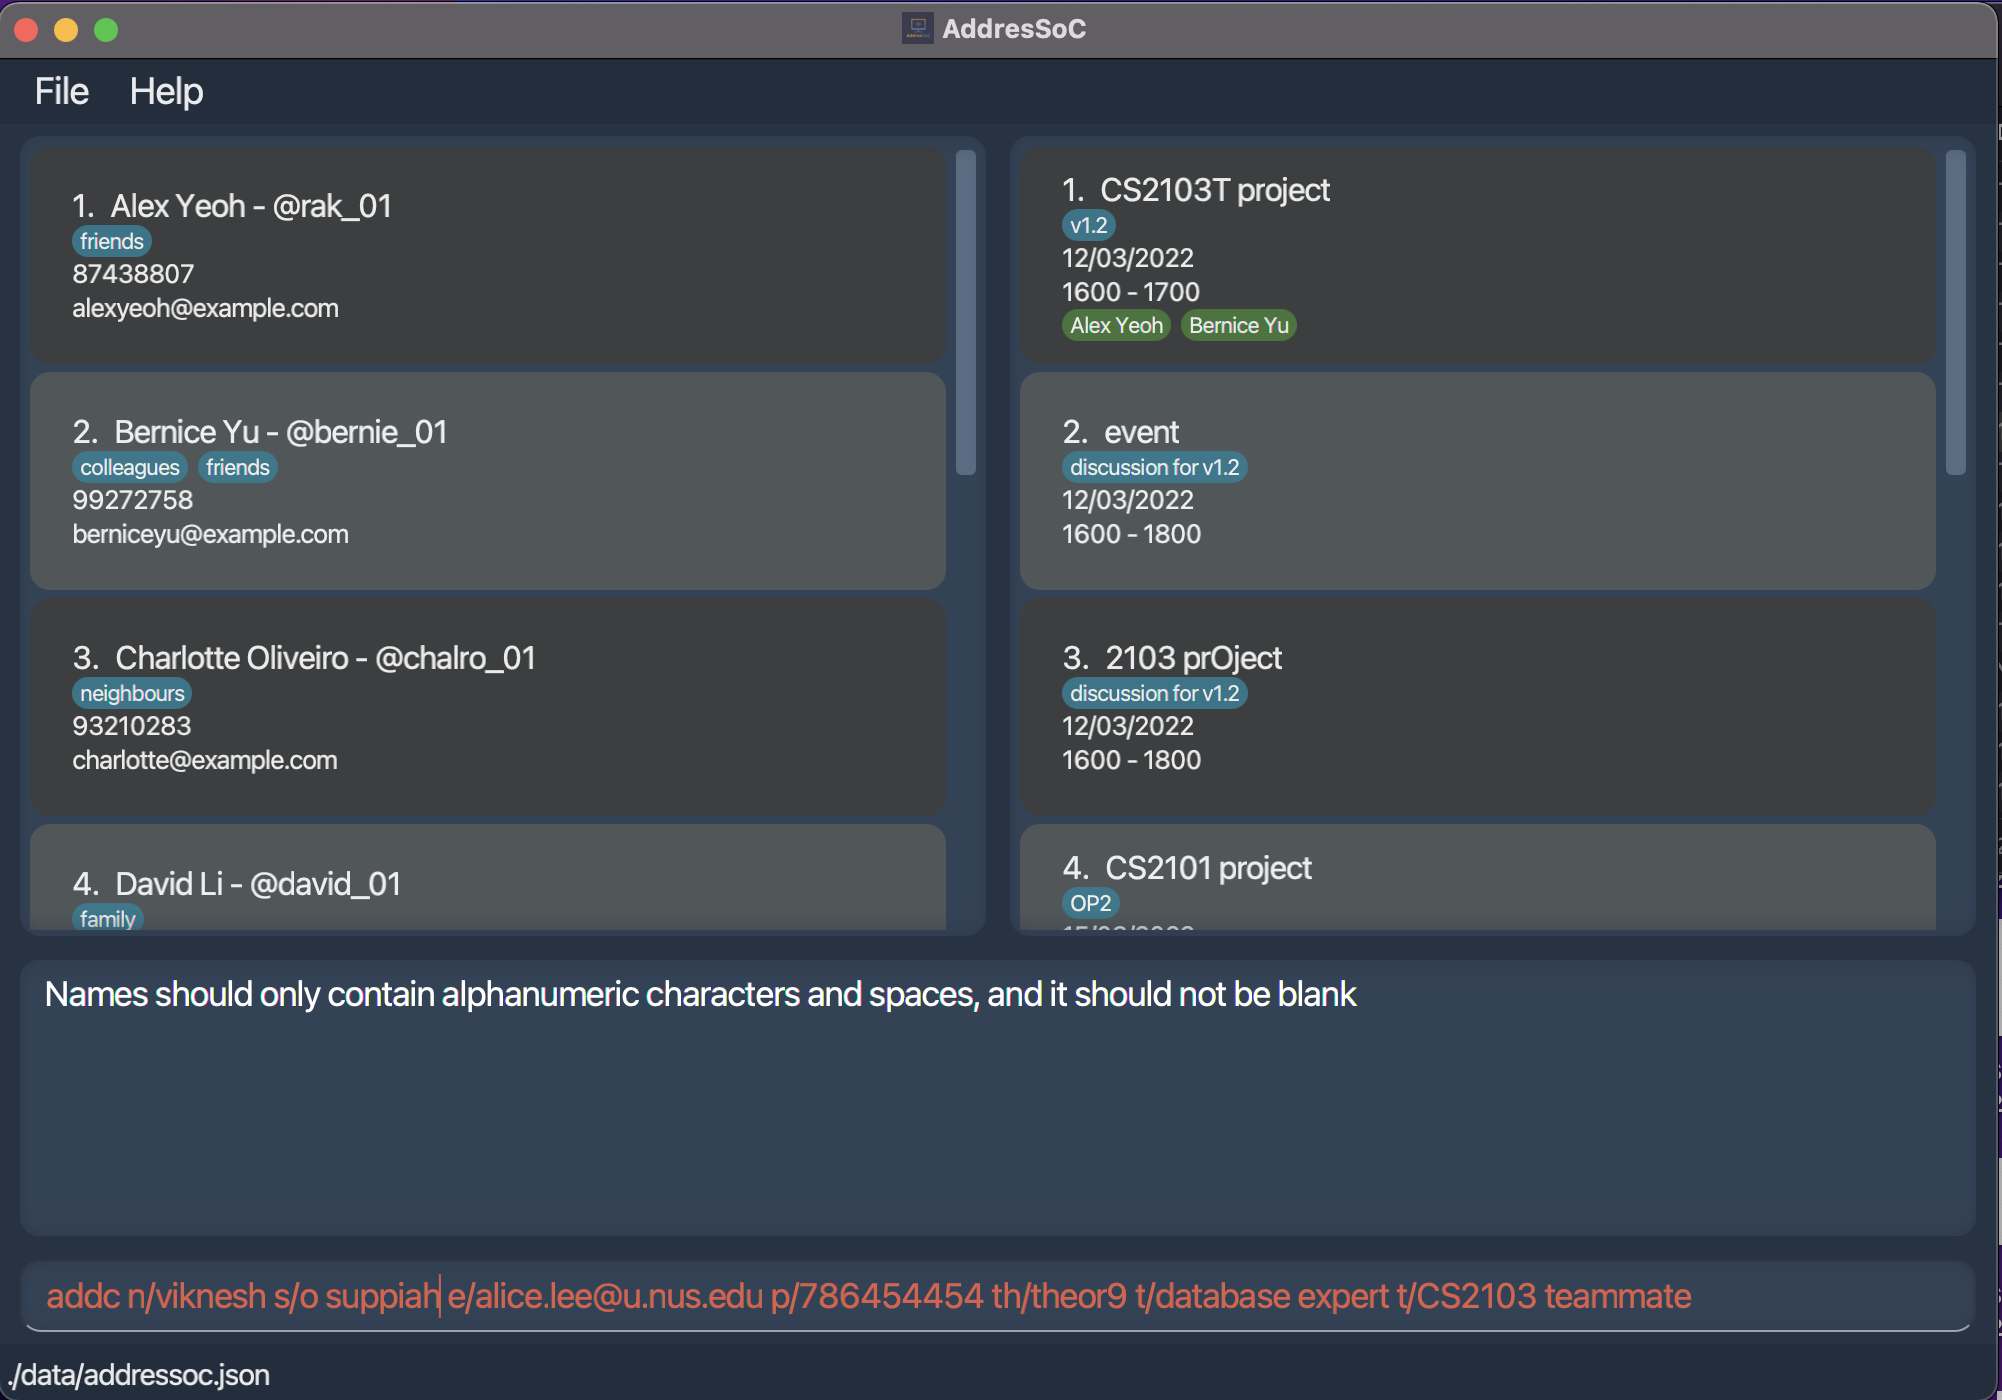 AddresSoC
File Help
1. Alex Yeoh - @rak_01
friends
87438807
alexyeoh@example.com
2. Bernice Yu - @bernie_01
colleagues friends
99272758
berniceyu@example.com
3. Charlotte Oliveiro - @chalro_01
neighbours
93210283
charlotte@example.com
4. David Li - @david_01
family
1. CS2103T project
v1.2
12/03/2022
1600 - 1700
Alex Yeoh Bernice Yu
2. event
discussion for v1.2
12/03/2022
1600 - 1800
3. 2103 prOject
discussion for v1.2
12/03/2022
1600 - 1800
4. CS2101 project
OP2
Names should only contain alphanumeric characters and spaces, and it should not be blank
addc n/viknesh s/o suppiah e/alice.lee@u.nus.edu p/786454454 th/theor9 t/database expert t/CS2103 teammate
./data/addressoc.json